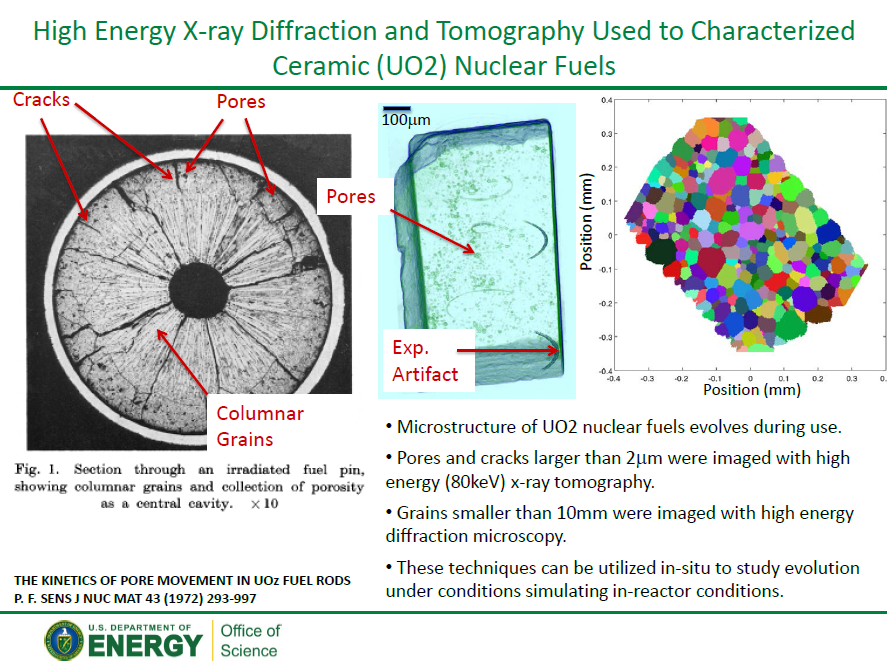 High Energy X-ray Diffraction and Tomography Used to Characterized
Ceramic (UO2) Nuclear Fuels
Cracks
Pores
Columnar
Grains
Fig. 1. Section through an irradiated fuel pin,
showing columnar grains and collection of porosity
as a central cavity. ×10
THE KINETICS OF PORE MOVEMENT IN UOz FUEL RODS
P. F. SENS J NUC MAT 43 (1972) 293-997
100μm
Pores
Exp.
Artifact
Position (mm)
0.4
0.3
0.2
0.1
0
-0.1
-0.2
-0.3
-0.4
-0.4 -0.3 -0.2 -0.1 0 0.1 0.2 0.3 0.
Position (mm)
• Microstructure of UO2 nuclear fuels evolves during use.
• Pores and cracks larger than 2μm were imaged with high
energy (80keV) x-ray tomography.
• Grains smaller than 10mm were imaged with high energy
diffraction microscopy.
• These techniques can be utilized in-situ to study evolution
under conditions simulating in-reactor conditions.
U.S. DEPARTMENT OF
ENERGY
Office of
Science